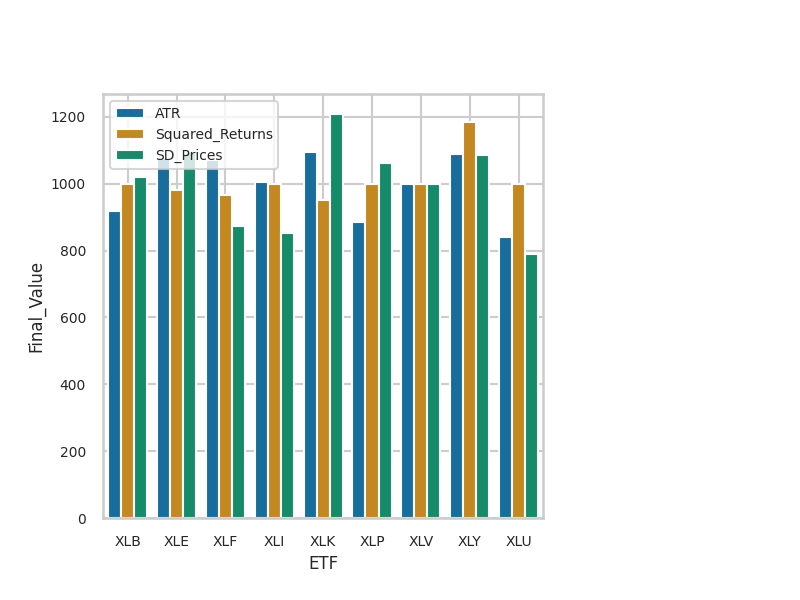 ATR
Squared_Returns
SD_Prices
1200
1000
800
600
400
200
0
Final_Value
XLB XLE XLF XLI XLK XLP XLV XLY XLU
ETF